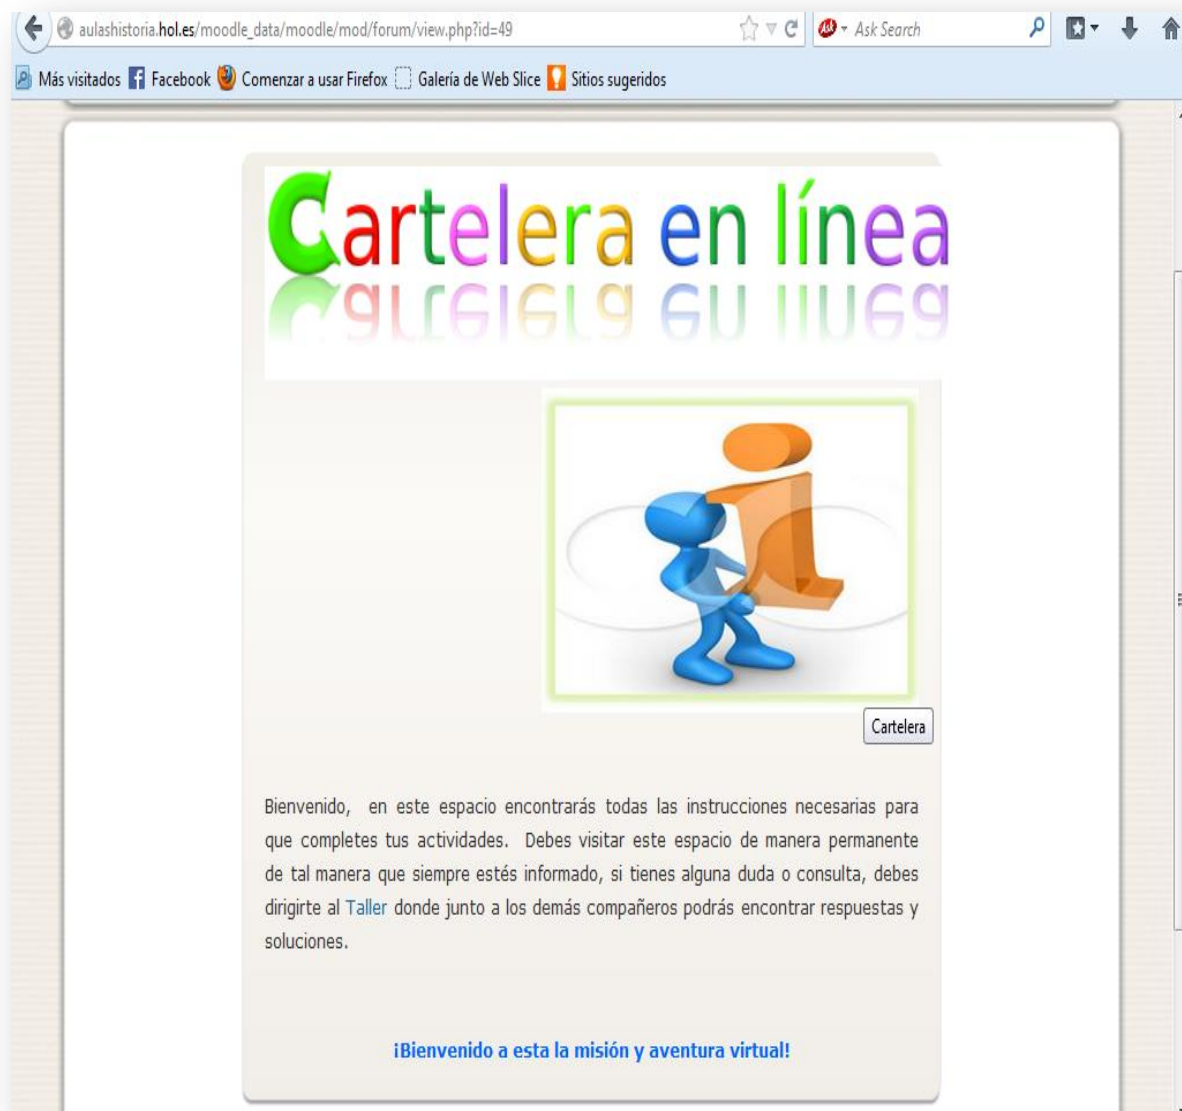 aulashistoria.hol.es/moodle_data/moodle/mod/forum/view.php?id=49 Ask Ask Search
Más visitados Facebook Comenzar a usar Firefox Galería de Web Slice Sitios sugeridos
Cartelera en línea
i
Cartelera
Bienvenido, en este espacio encontrarás todas las instrucciones necesarias para
que completes tus actividades. Debes visitar este espacio de manera permanente
de tal manera que siempre estés informado, si tienes alguna duda o consulta, debes
dirigirte al Taller donde junto a los demás compañeros podrás encontrar respuestas y
soluciones.
¡Bienvenido a esta la misión y aventura virtual!